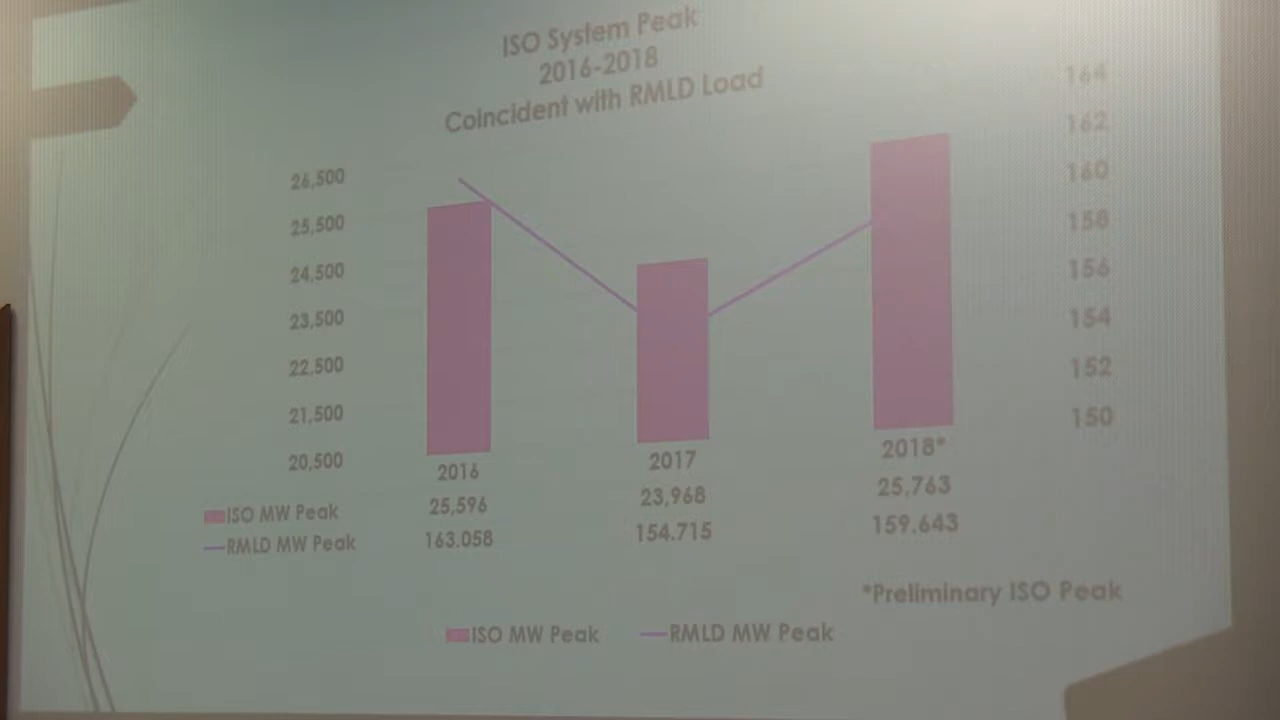 ISO System Peak
2016-2018
Coincident with RMLD Load
26,500
25,500
24,500
23,500
22,500
21,500
20,500
164
162
160
158
156
154
152
150
2016 2017 2018*
ISO MW Peak 25,596 23,968 25,763
RMLD MW Peak 163.058 154.715 159.643
*Preliminary ISO Peak
ISO MW Peak RMLD MW Peak